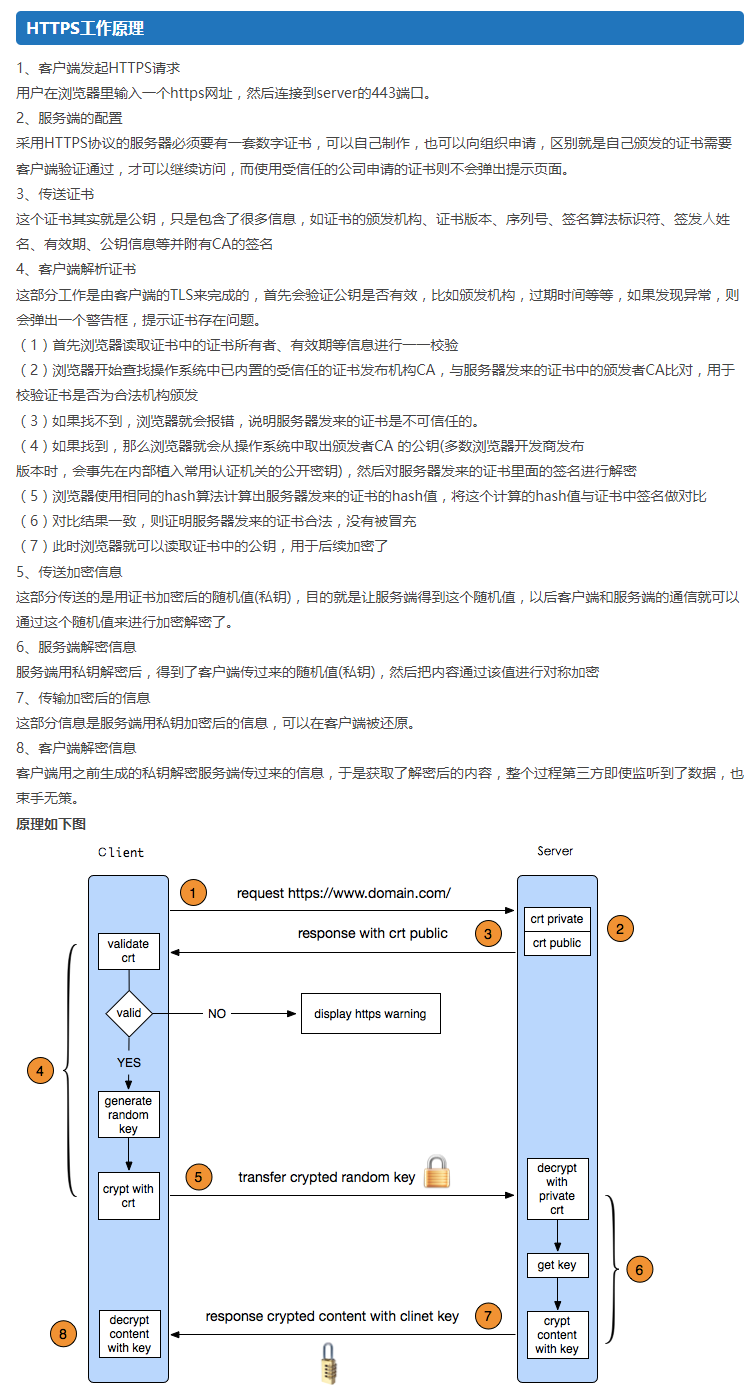 HTTPS工作原理
1、客户端发起HTTPS请求
用户在浏览器里输入一个https网址，然后连接到server的443端口。
2、服务端的配置
采用HTTPS协议的服务器必须要有一套数字证书，可以自己制作，也可以向组织申请，区别就是自己颁发的证书需要
客户端验证通过，才可以继续访问，而使用受信任的公司申请的证书则不会弹出提示页面。
3、传送证书
这个证书其实就是公钥，只是包含了很多信息，如证书的颁发机构、证书版本、序列号、签名算法标识符、签发人姓
名、有效期、公钥信息等并附有CA的签名
4、客户端解析证书
这部分工作是由客户端的TLS来完成的，首先会验证公钥是否有效，比如颁发机构，过期时间等等，如果发现异常，则
会弹出一个警告框，提示证书存在问题。
（1）首先浏览器读取证书中的证书所有者、有效期等信息进行一一校验
（2）浏览器开始查找操作系统中已内置的受信任的证书发布机构CA，与服务器发来的证书中的颁发者CA比对，用于
校验证书是否为合法机构颁发
（3）如果找不到，浏览器就会报错，说明服务器发来的证书是不可信任的。
（4）如果找到，那么浏览器就会从操作系统中取出颁发者CA 的公钥(多数浏览器开发商发布
版本时，会事先在内部植入常用认证机关的公开密钥)，然后对服务器发来的证书里面的签名进行解密
（5）浏览器使用相同的hash算法计算出服务器发来的证书的hash值，将这个计算的hash值与证书中签名做对比
（6）对比结果一致，则证明服务器发来的证书合法，没有被冒充
（7）此时浏览器就可以读取证书中的公钥，用于后续加密了
5、传送加密信息
这部分传送的是用证书加密后的随机值(私钥)，目的就是让服务端得到这个随机值，以后客户端和服务端的通信就可以
通过这个随机值来进行加密解密了。
6、服务端解密信息
服务端用私钥解密后，得到了客户端传过来的随机值(私钥)，然后把内容通过该值进行对称加密
7、传输加密后的信息
这部分信息是服务端用私钥加密后的信息，可以在客户端被还原。
8、客户端解密信息
客户端用之前生成的私钥解密服务端传过来的信息，于是获取了解密后的内容，整个过程第三方即使监听到了数据，也
束手无策。
原理如下图
Client
Server
1
request https://www.domain.com/
crt private
crt public
2
response with crt public
3
validate
crt
valid
NO
display https warning
YES
4
generate
random
key
crypt with
crt
5
transfer crypted random key
decrypt
with
private
crt
get key
6
crypt
content
with key
response crypted content with clinet key
7
8
decrypt
content
with key